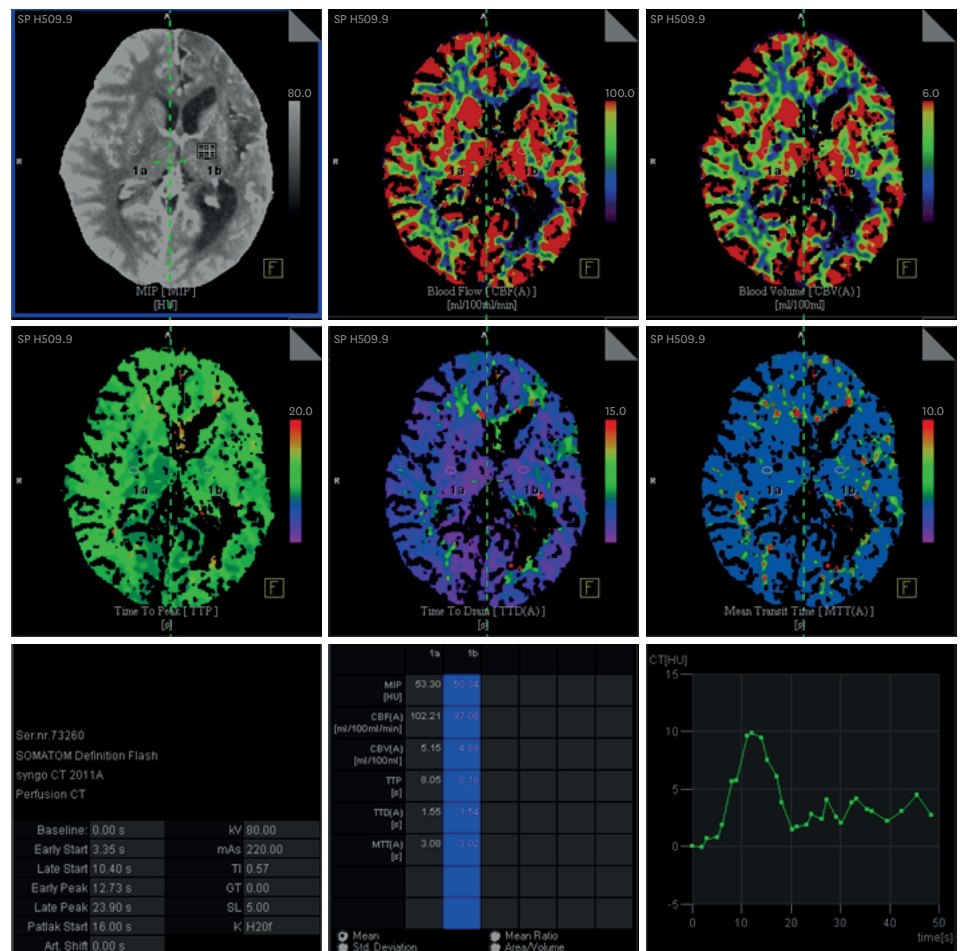 SP H509.9
A
80.0
R
1a
1b
F
MIP [ MIP ]
[HU]
SP H509.9
A
100.0
R
1a
1b
F
Blood Flow [ CBF(A) ]
[ml/100ml/min]
SP H509.9
A
6.0
R
1a
1b
F
Blood Volume [ CBV(A) ]
[ml/100ml]
SP H509.9
A
20.0
R
1a
1b
F
Time To Peak [ TTP ]
[s]
SP H509.9
A
15.0
R
1a
1b
F
Time To Drain [ TTD(A) ]
[s]
SP H509.9
A
10.0
R
1a
1b
F
Mean Transit Time [ MTT(A) ]
[s]
Ser.nr.73260
SOMATOM Definition Flash
syngo CT 2011A
Perfusion CT
Baseline: 0.00 s kV 80.00
Early Start 3.35 s mAs 220.00
Late Start 10.40 s TI 0.57
Early Peak 12.73 s GT 0.00
Late Peak 23.90 s SL 5.00
Patlak Start 16.00 s K H20f
Art. Shift 0.00 s
1a 1b
MIP 53.30 50.34
[HU]
CBF(A) 102.21 97.08
[ml/100ml/min]
CBV(A) 5.15
[ml/100ml]
TTP 8.05 8.16
[s]
TTD(A) 1.55 1.54
[s]
MTT(A) 3.08 3.02
[s]
Mean Mean Ratio
Std. Deviation Area/Volume
CT[HU]
15
10
5
0
-5
0 10 20 30 40 50
time[s]